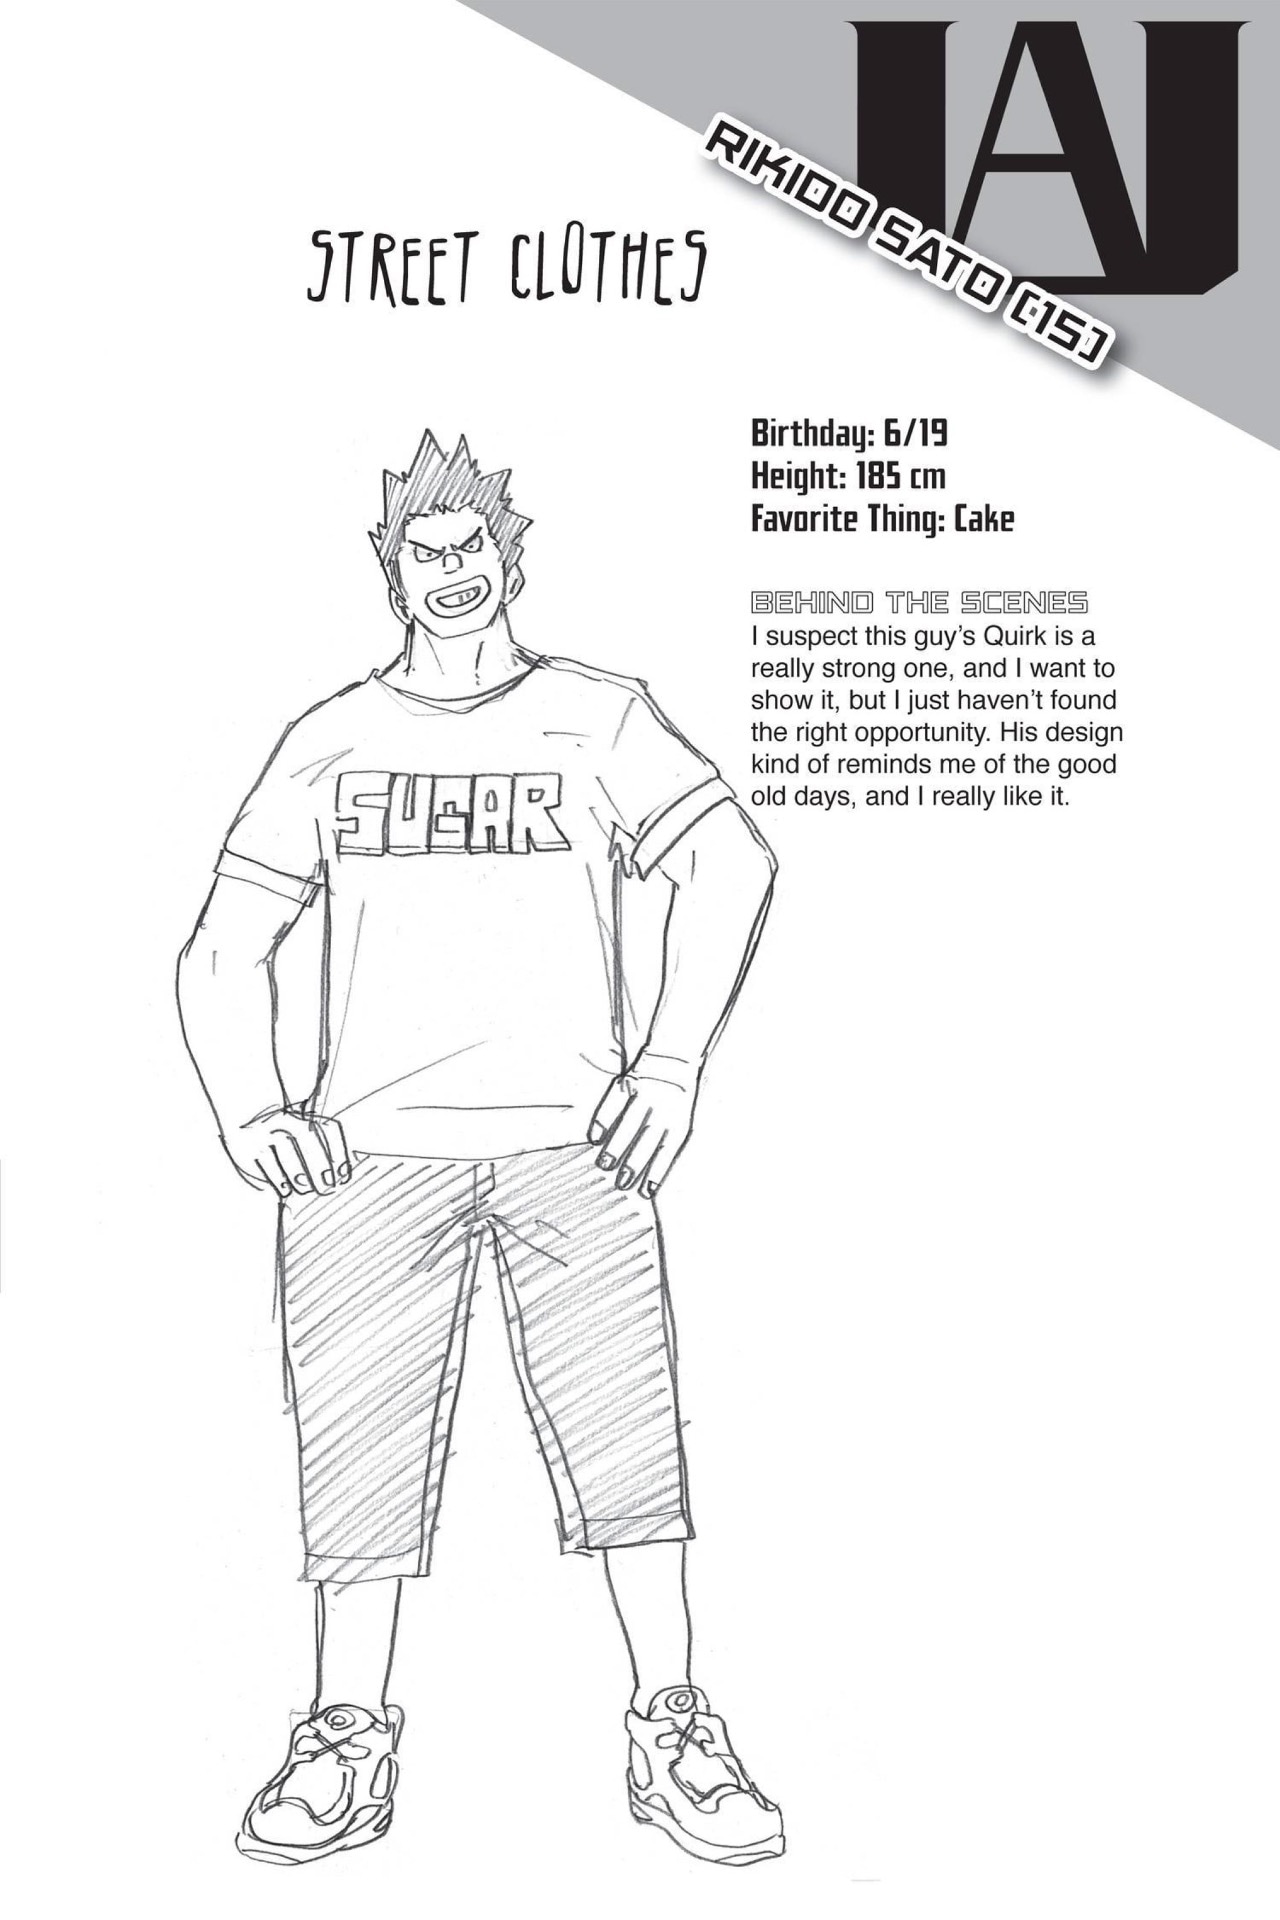 UA
RIKIDO SATO (15)
STREET CLOTHES
Birthday: 6/19
Height: 185 cm
Favorite Thing: Cake
BEHIND THE SCENES
I suspect this guy’s Quirk is a
really strong one, and I want to
show it, but I just haven’t found
the right opportunity. His design
kind of reminds me of the good
old days, and I really like it.
SUGAR